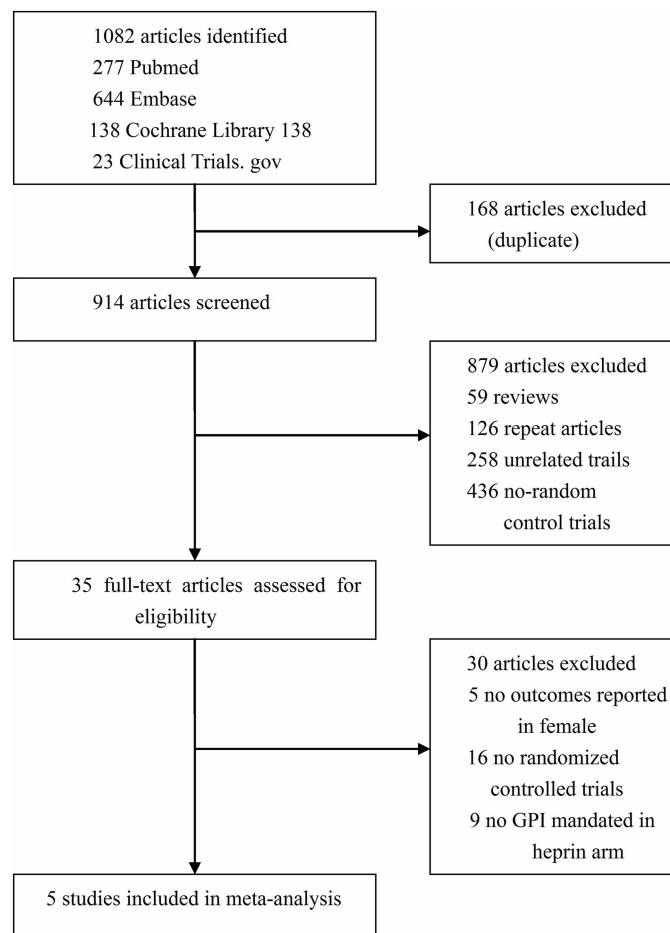 1082 articles identified
277 Pubmed
644 Embase
138 Cochrane Library 138
23 Clinical Trials. gov
168 articles excluded
(duplicate)
914 articles screened
879 articles excluded
59 reviews
126 repeat articles
258 unrelated trails
436 no-random
control trials
35 full-text articles assessed for
eligibility
30 articles excluded
5 no outcomes reported
in female
16 no randomized
controlled trials
9 no GPI mandated in
heprin arm
5 studies included in meta-analysis